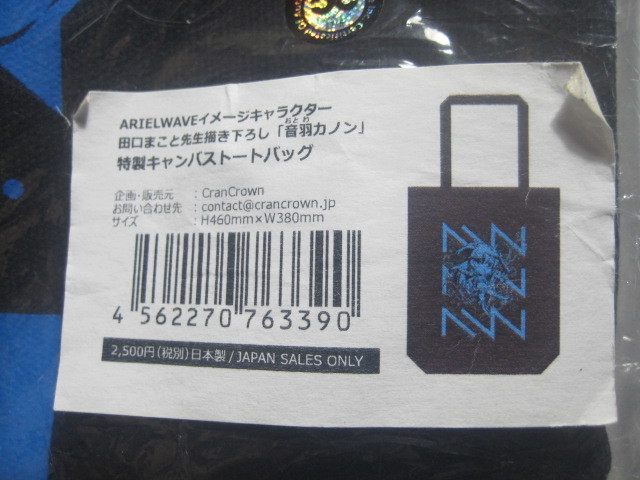 ARIELWAVEイメージキャラクター
田口まこと先生描き下ろし「音羽カノン」
おとわ
特製キャンバストートバッグ
企画・販売元 : CranCrown
お問い合わせ先 : contact@crancrown.jp
サイズ : H460mm×W380mm
4 562270 763390
2,500円(税別)日本製/JAPAN SALES ONLY